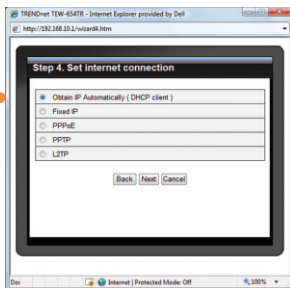 TRENDnet TEW-654TR - Internet Explorer provided by Dell
http://192.168.10.1/wizard4.htm
Step 4. Set internet connection
Obtain IP Automatically ( DHCP client )
Fixed IP
PPPoE
PPTP
L2TP
Back Next Cancel
Internet | Protected Mode: Off 100%